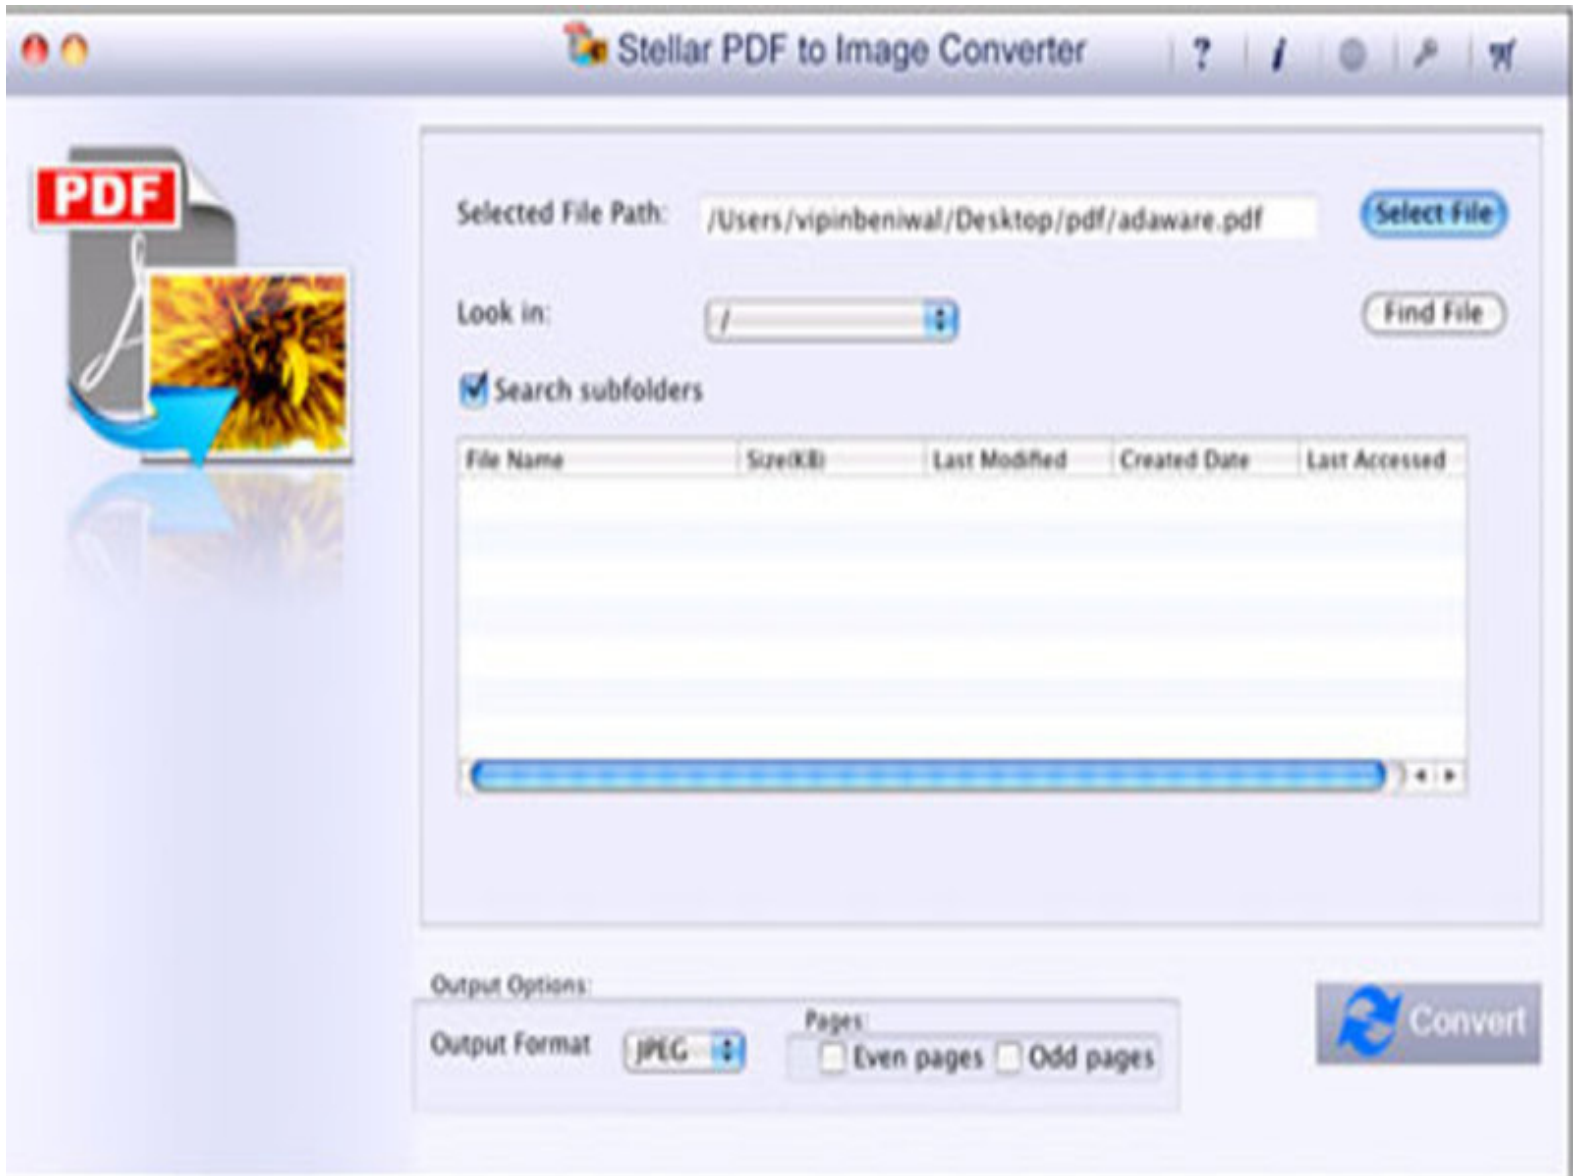 Stellar PDF to Image Converter ? i
PDF
Selected File Path: /Users/vipinbeniwal/Desktop/pdf/adaware.pdf Select File
Look in: / Find File
Search subfolders
File Name Size(KB) Last Modified Created Date Last Accessed
Output Options:
Pages:
Output Format JPEG Even pages Odd pages
Convert